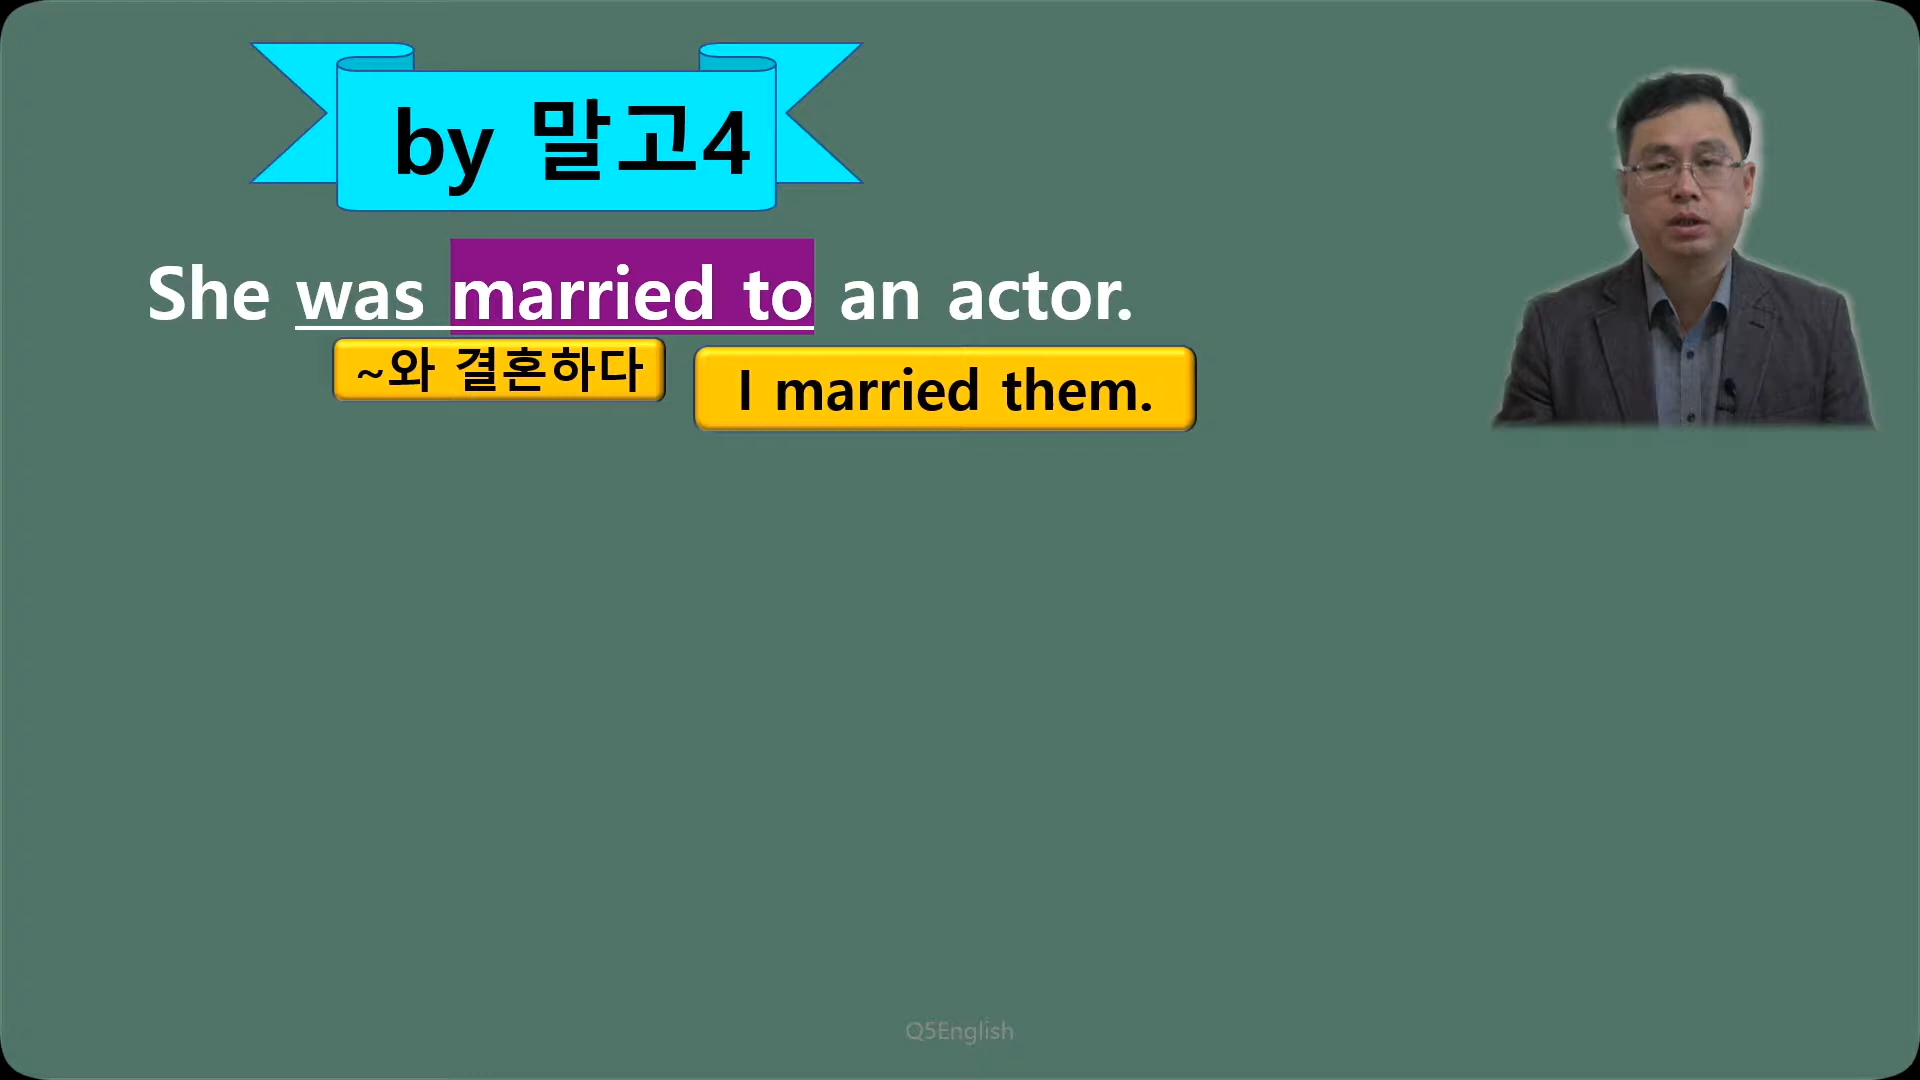 by 말고4
She was married to an actor.
~와 결혼하다
I married them.
Q5English